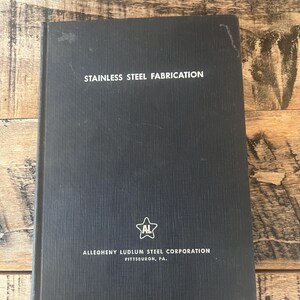 STAINLESS STEEL FABRICATION
AL
ALLEGHENY LUDLUM STEEL CORPORATION
PITTSBURGH, PA.